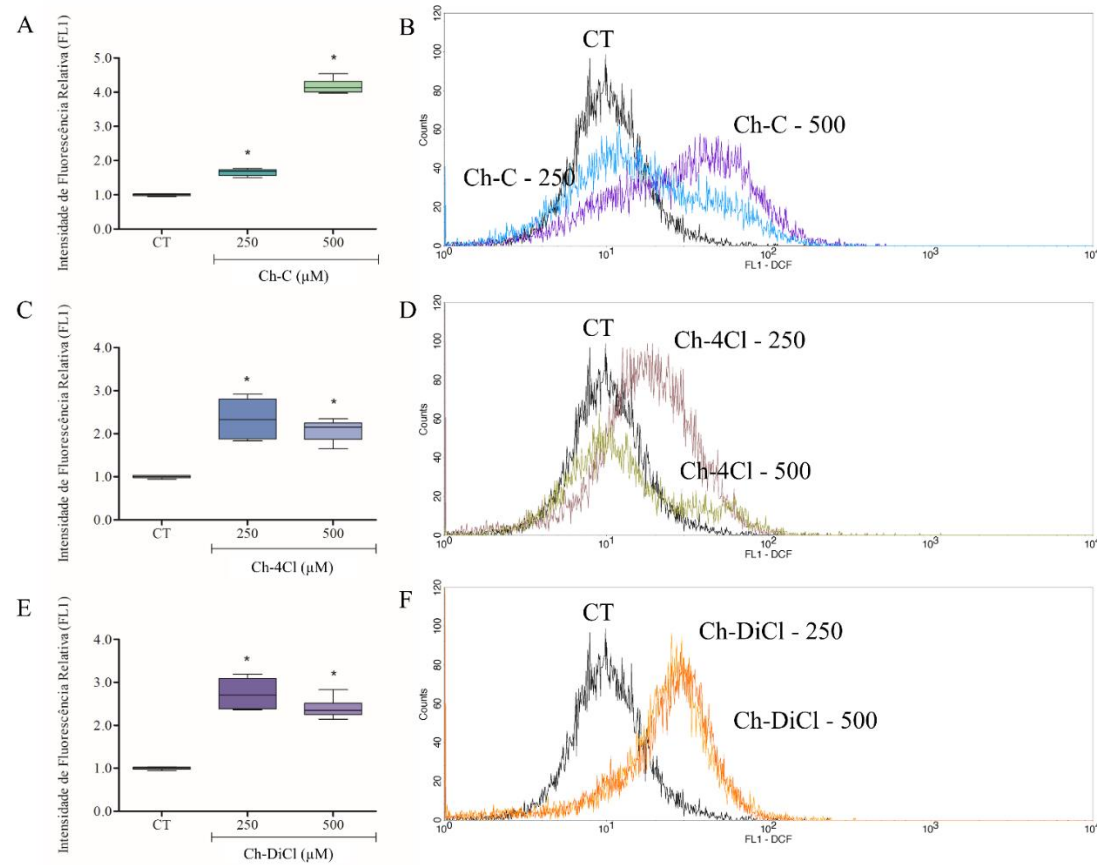 A
Intensidade de Fluorescência Relativa (FL1)
5.0
4.0
3.0
2.0
1.0
0.0
*
*
CT
250
500
Ch-C (µM)
B
Counts
120
100
80
60
40
20
0
CT
Ch-C - 500
Ch-C - 250
10⁰
10¹
10²
10³
10⁴
FL1 - DCF
C
Intensidade de Fluorescência Relativa (FL1)
4.0
3.0
2.0
1.0
0.0
*
*
CT
250
500
Ch-4Cl (µM)
D
Counts
120
100
80
60
40
20
0
CT
Ch-4Cl - 250
Ch-4Cl - 500
10⁰
10¹
10²
10³
FL1 - DCF
E
Intensidade de Fluorescência Relativa (FL1)
4.0
3.0
2.0
1.0
0.0
*
*
CT
250
500
Ch-DiCl (µM)
F
Counts
120
100
80
60
40
20
0
CT
Ch-DiCl - 250
Ch-DiCl - 500
10⁰
10¹
10²
10³
FL1 - DCF